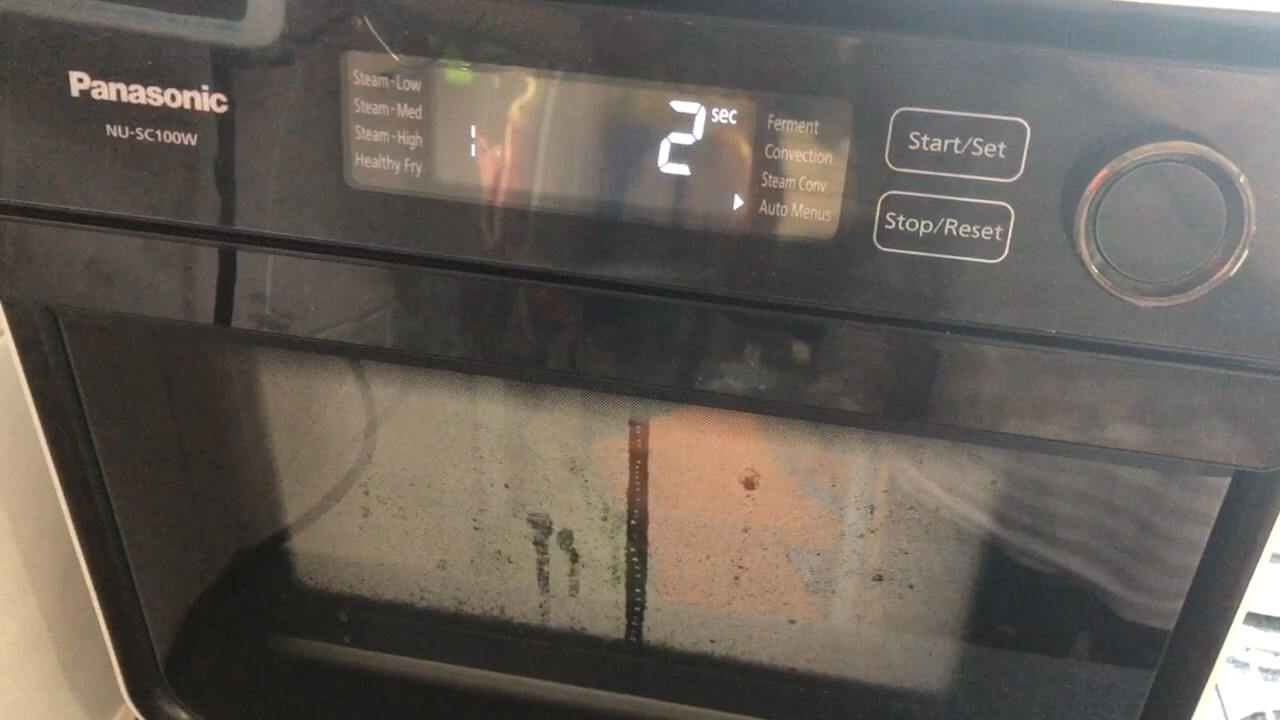 Panasonic
NU-SC100W
Steam-Low
Steam-Med
Steam-High
Healthy Fry
1
2 sec
Ferment
Convection
Steam Conv.
Auto Menus
Start/Set
Stop/Reset